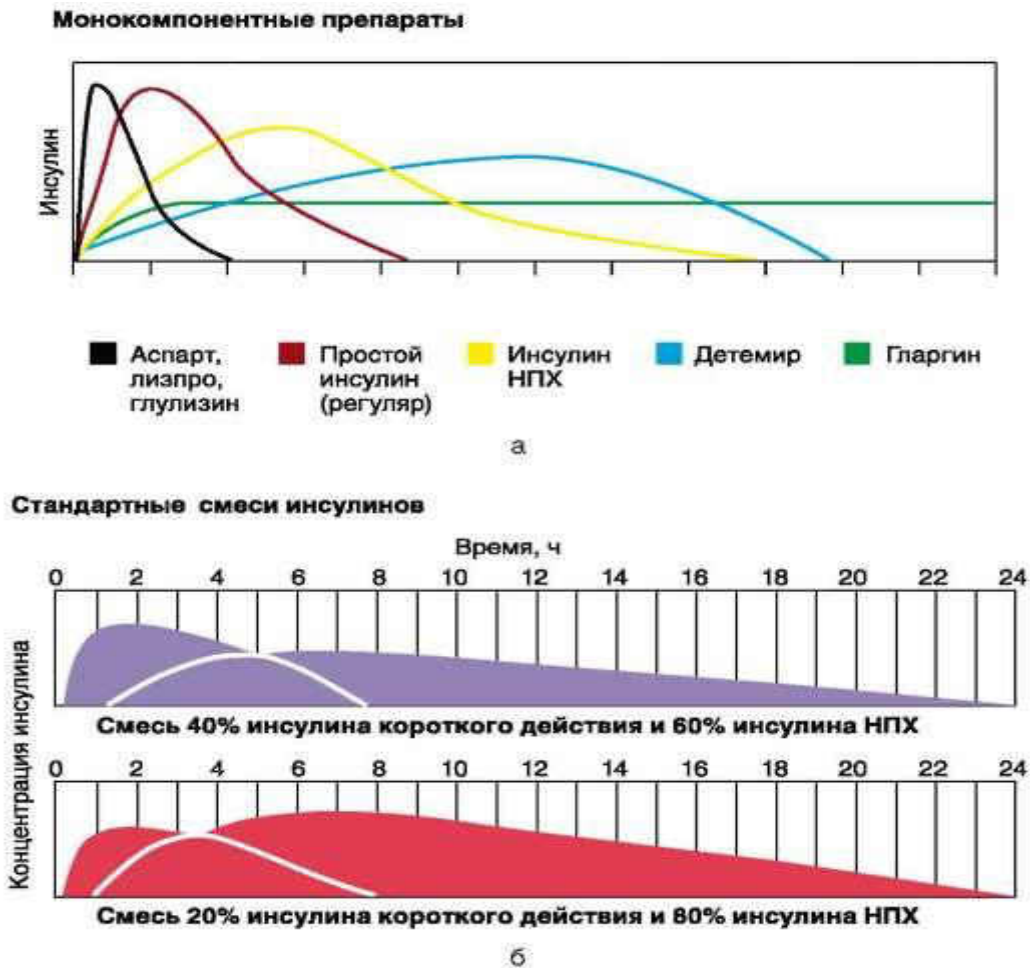 Монокомпонентные препараты
Инсулин
Аспарт,
лизпро,
глулизин
Простой
инсулин
(регуляр)
Инсулин
НПХ
Детемир
Гларгин
а
Стандартные смеси инсулинов
Время, ч
0 2 4 6 8 10 12 14 16 18 20 22 24
Концентрация инсулина
Смесь 40% инсулина короткого действия и 60% инсулина НПХ
0 2 4 6 8 10 12 14 16 18 20 22 24
Смесь 20% инсулина короткого действия и 80% инсулина НПХ
б